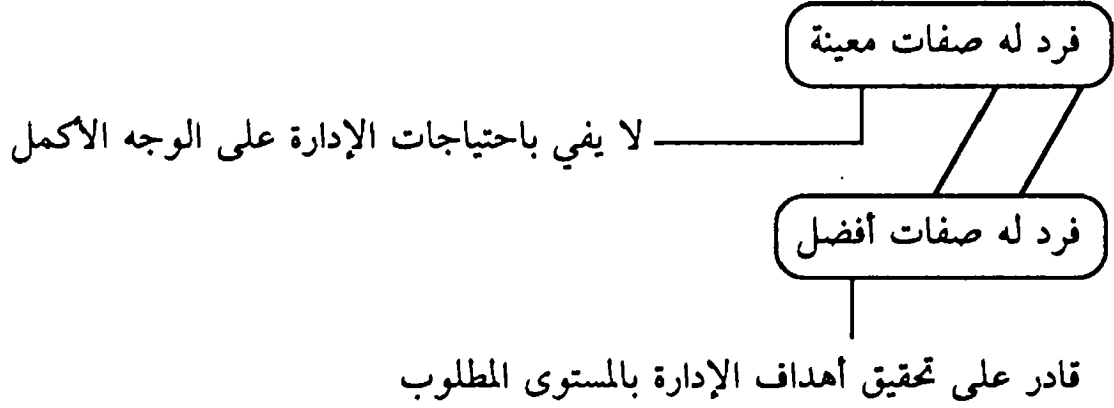 فرد له صفات معينة
لا يفي باحتياجات الإدارة على الوجه الأكمل
فرد له صفات أفضل
قادر على تحقيق أهداف الإدارة بالمستوى المطلوب